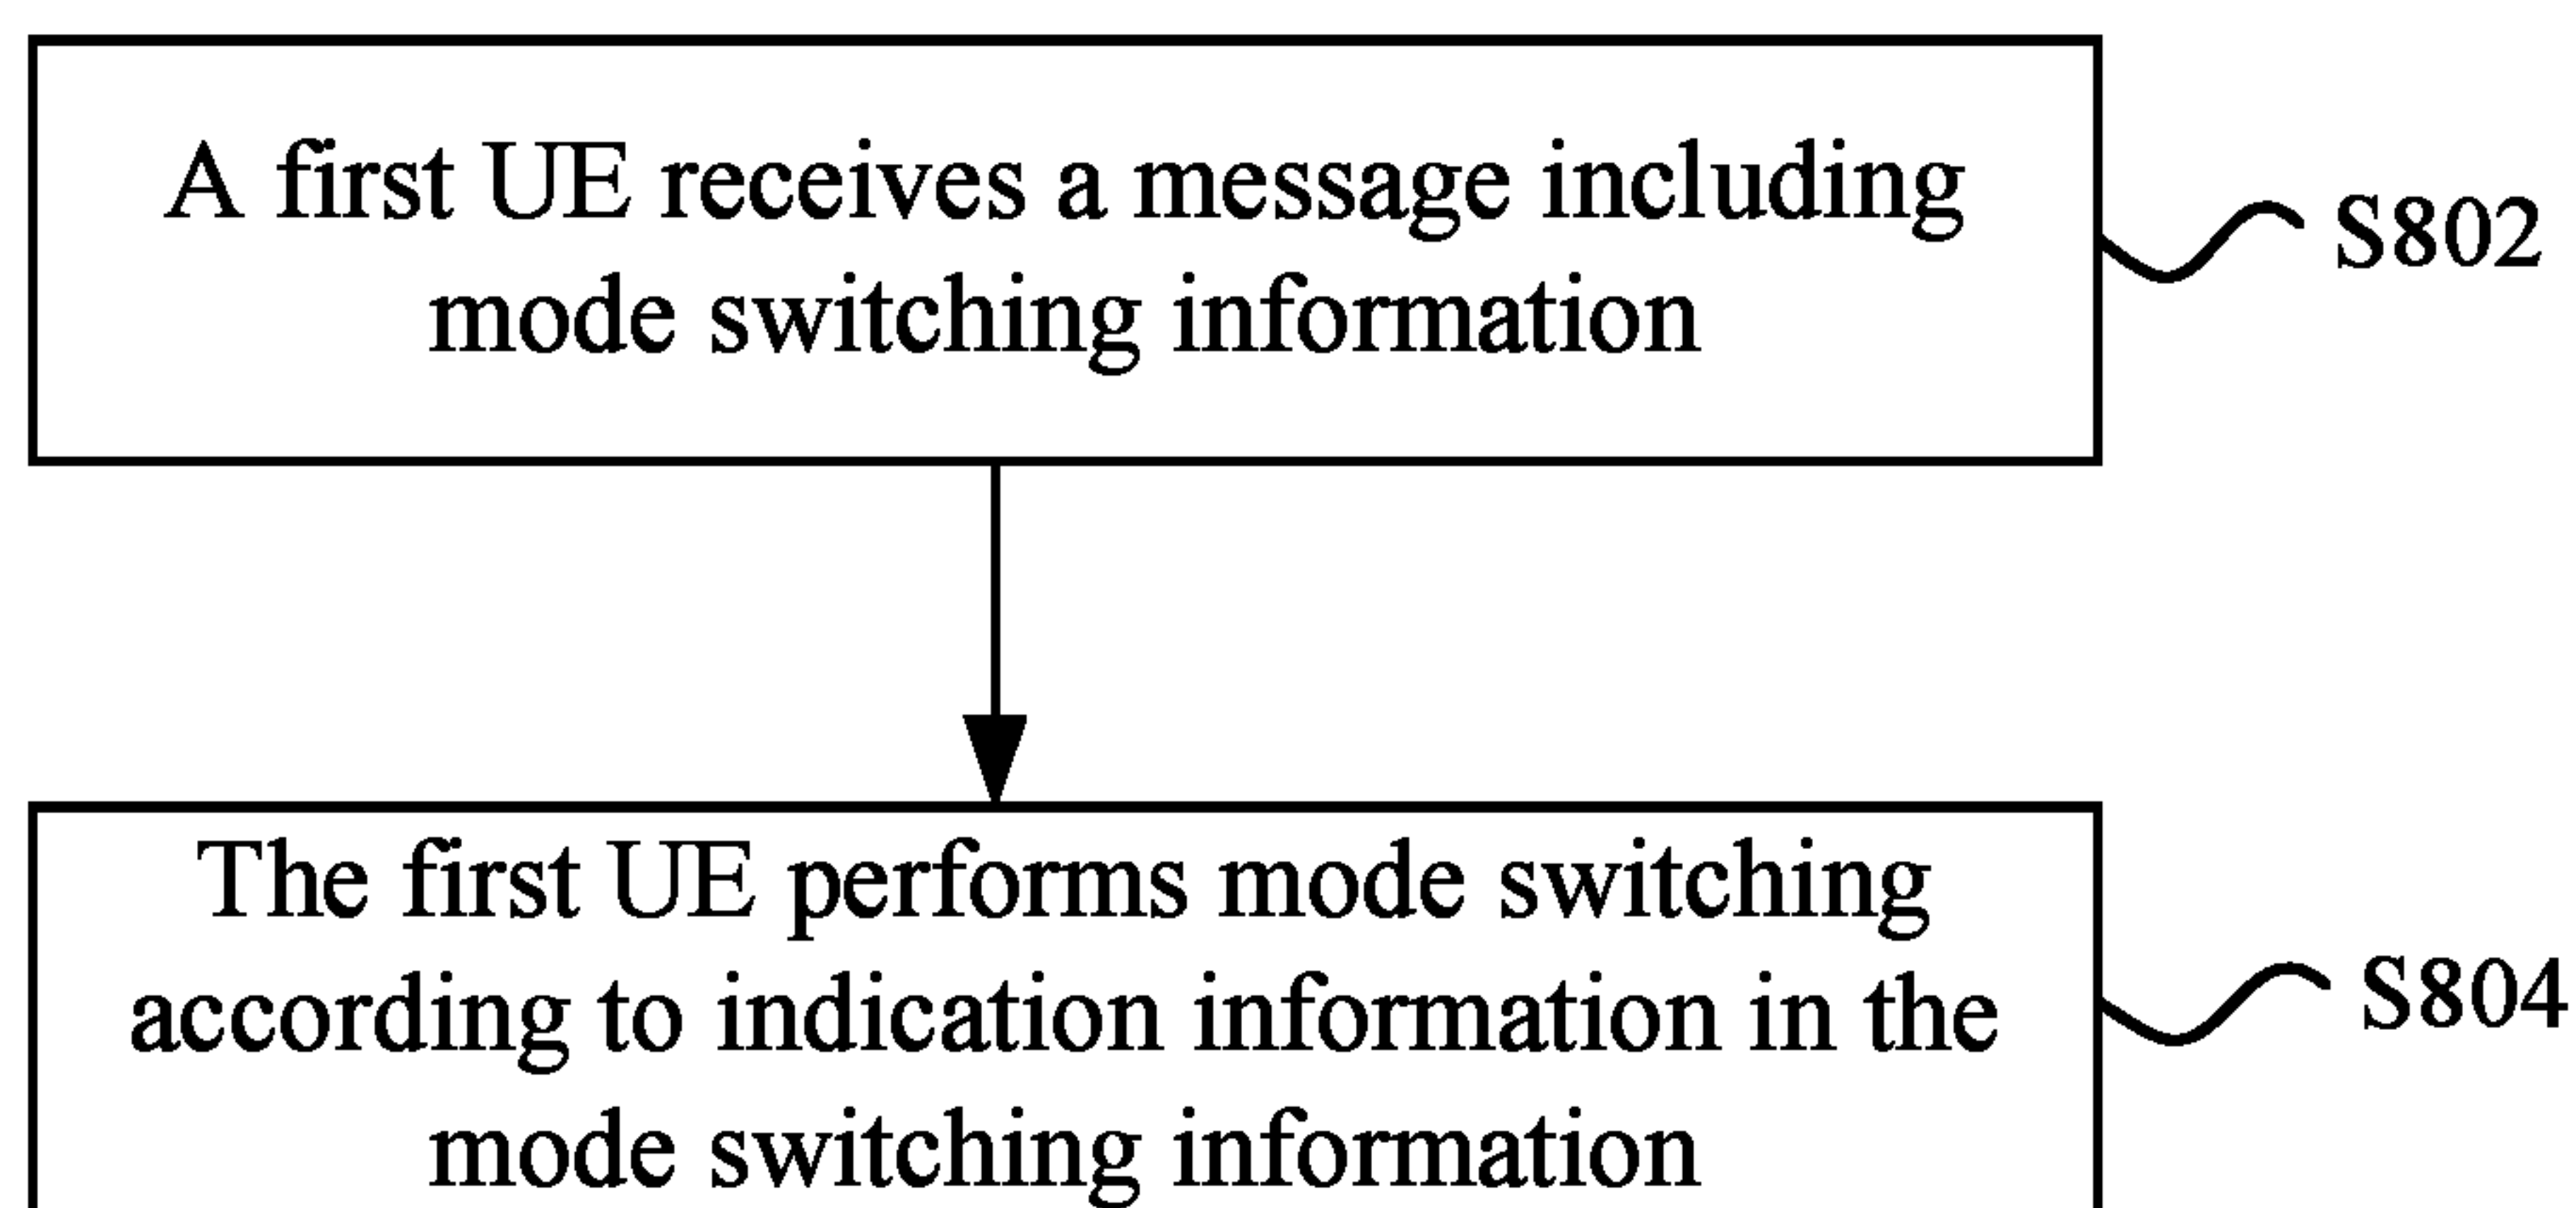 A first UE receives a message including
mode switching information
S802
The first UE performs mode switching
according to indication information in the
mode switching information
S804